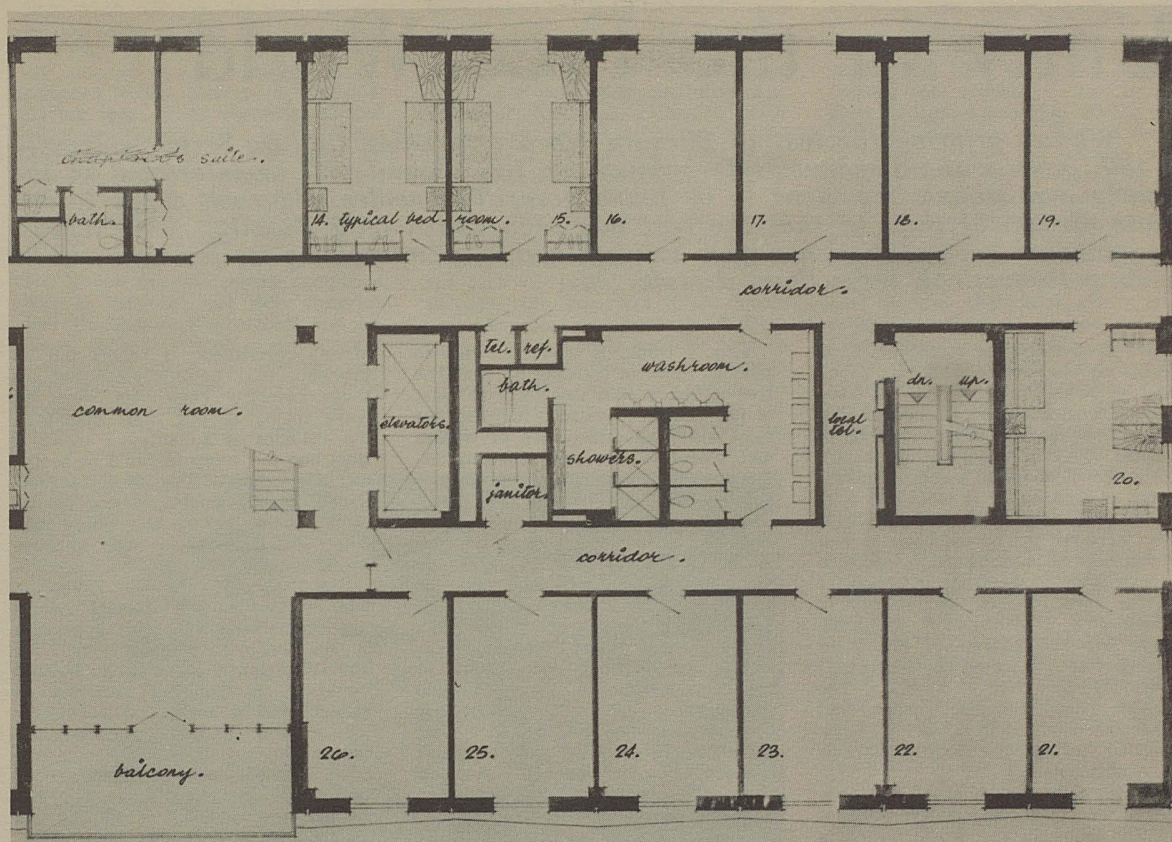 suite.
bath.
14. typical bed-room. 15.
16.
17.
18.
19.
corridor.
tel. ref.
bath.
washroom.
common room.
elevators.
showers.
janitor.
local
tel.
dn. up.
20.
corridor.
26.
25.
24.
23.
22.
21.
balcony.